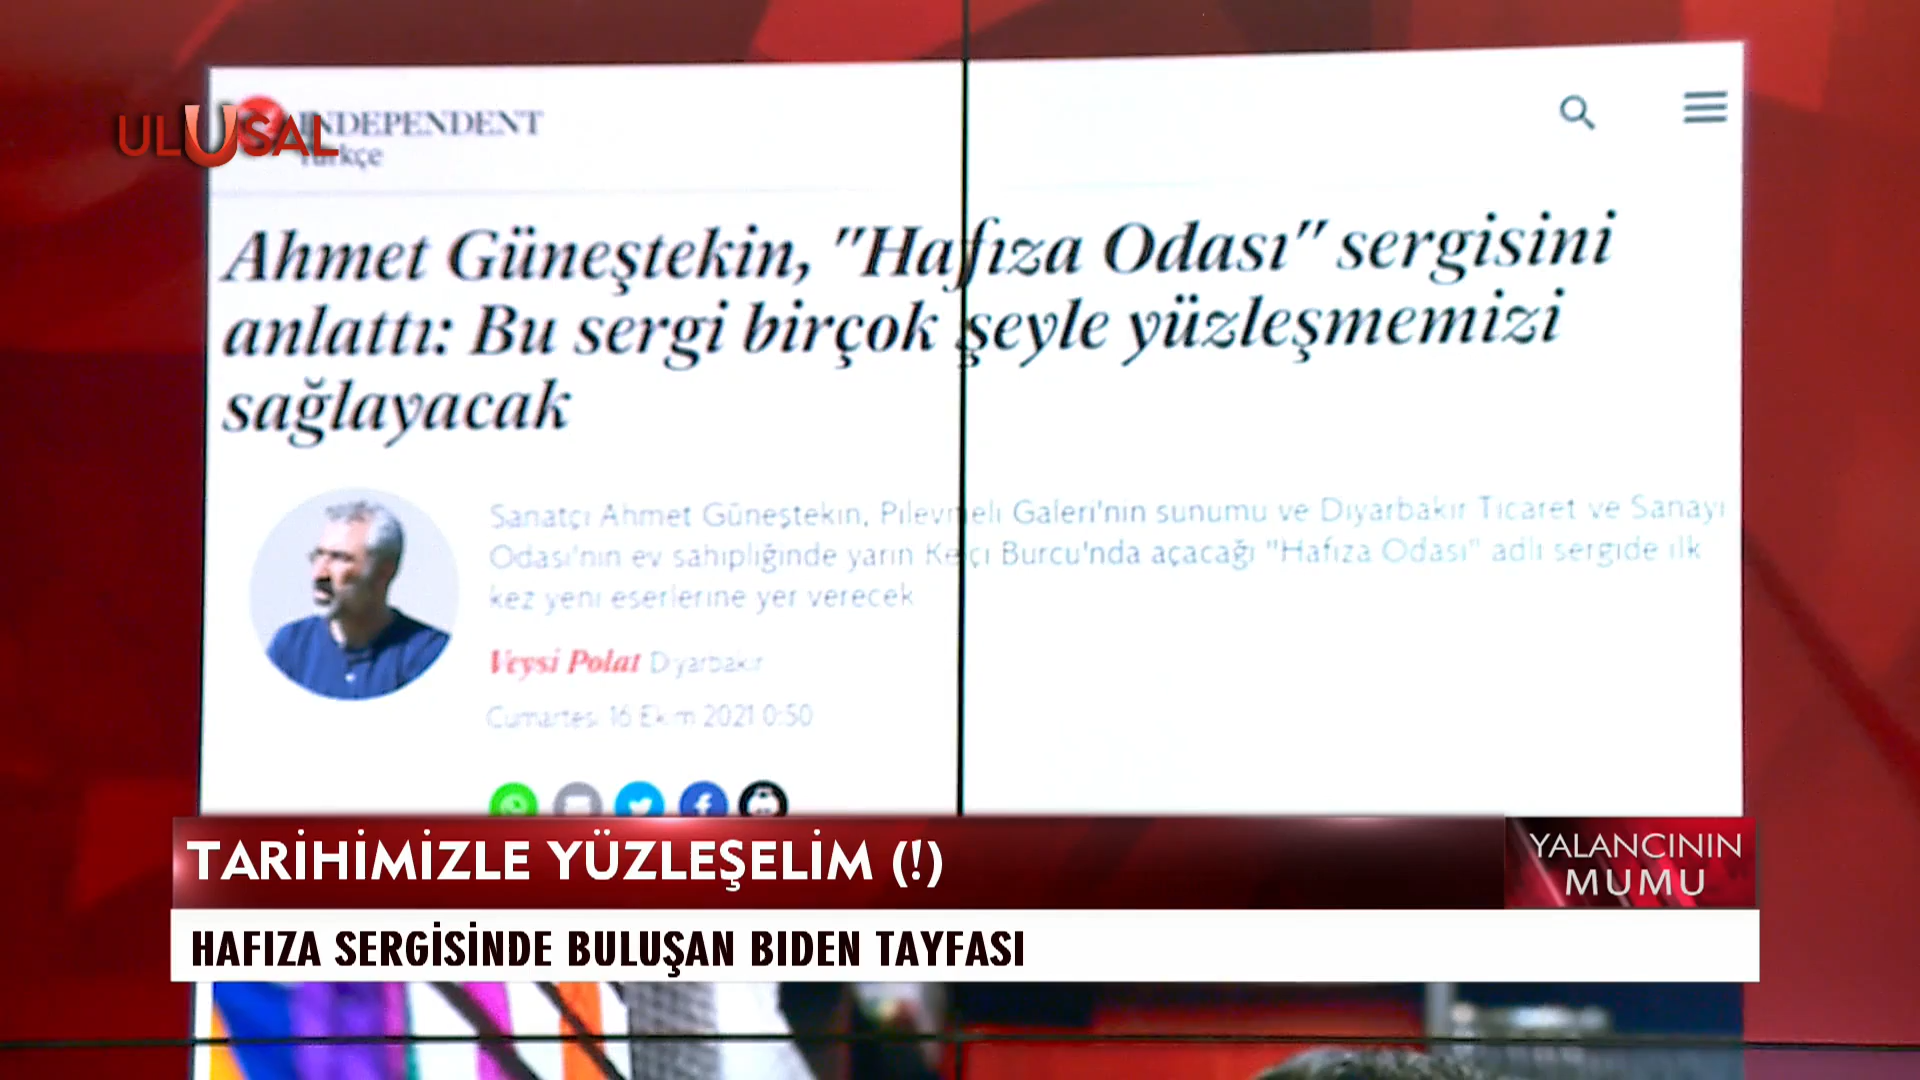 ULUSAL
INDEPENDENT
Türkçe
Ahmet Güneştekin, "Hafıza Odası" sergisini
anlattı: Bu sergi birçok şeyle yüzleşmemizi
sağlayacak
Sanatçı Ahmet Güneştekin, Pilevneli Galeri'nin sunumu ve Diyarbakır Ticaret ve Sanayi
Odası'nın ev sahipliğinde yarın Keçi Burcu'nda açacağı "Hafıza Odası" adlı sergide ilk
kez yeni eserlerine yer verecek
Veysi Polat Diyarbakır
Cumartesi 16 Ekim 2021 0:50
TARİHİMİZLE YÜZLEŞELİM (!)
YALANCININ
MUMU
HAFIZA SERGİSİNDE BULUŞAN BIDEN TAYFASI